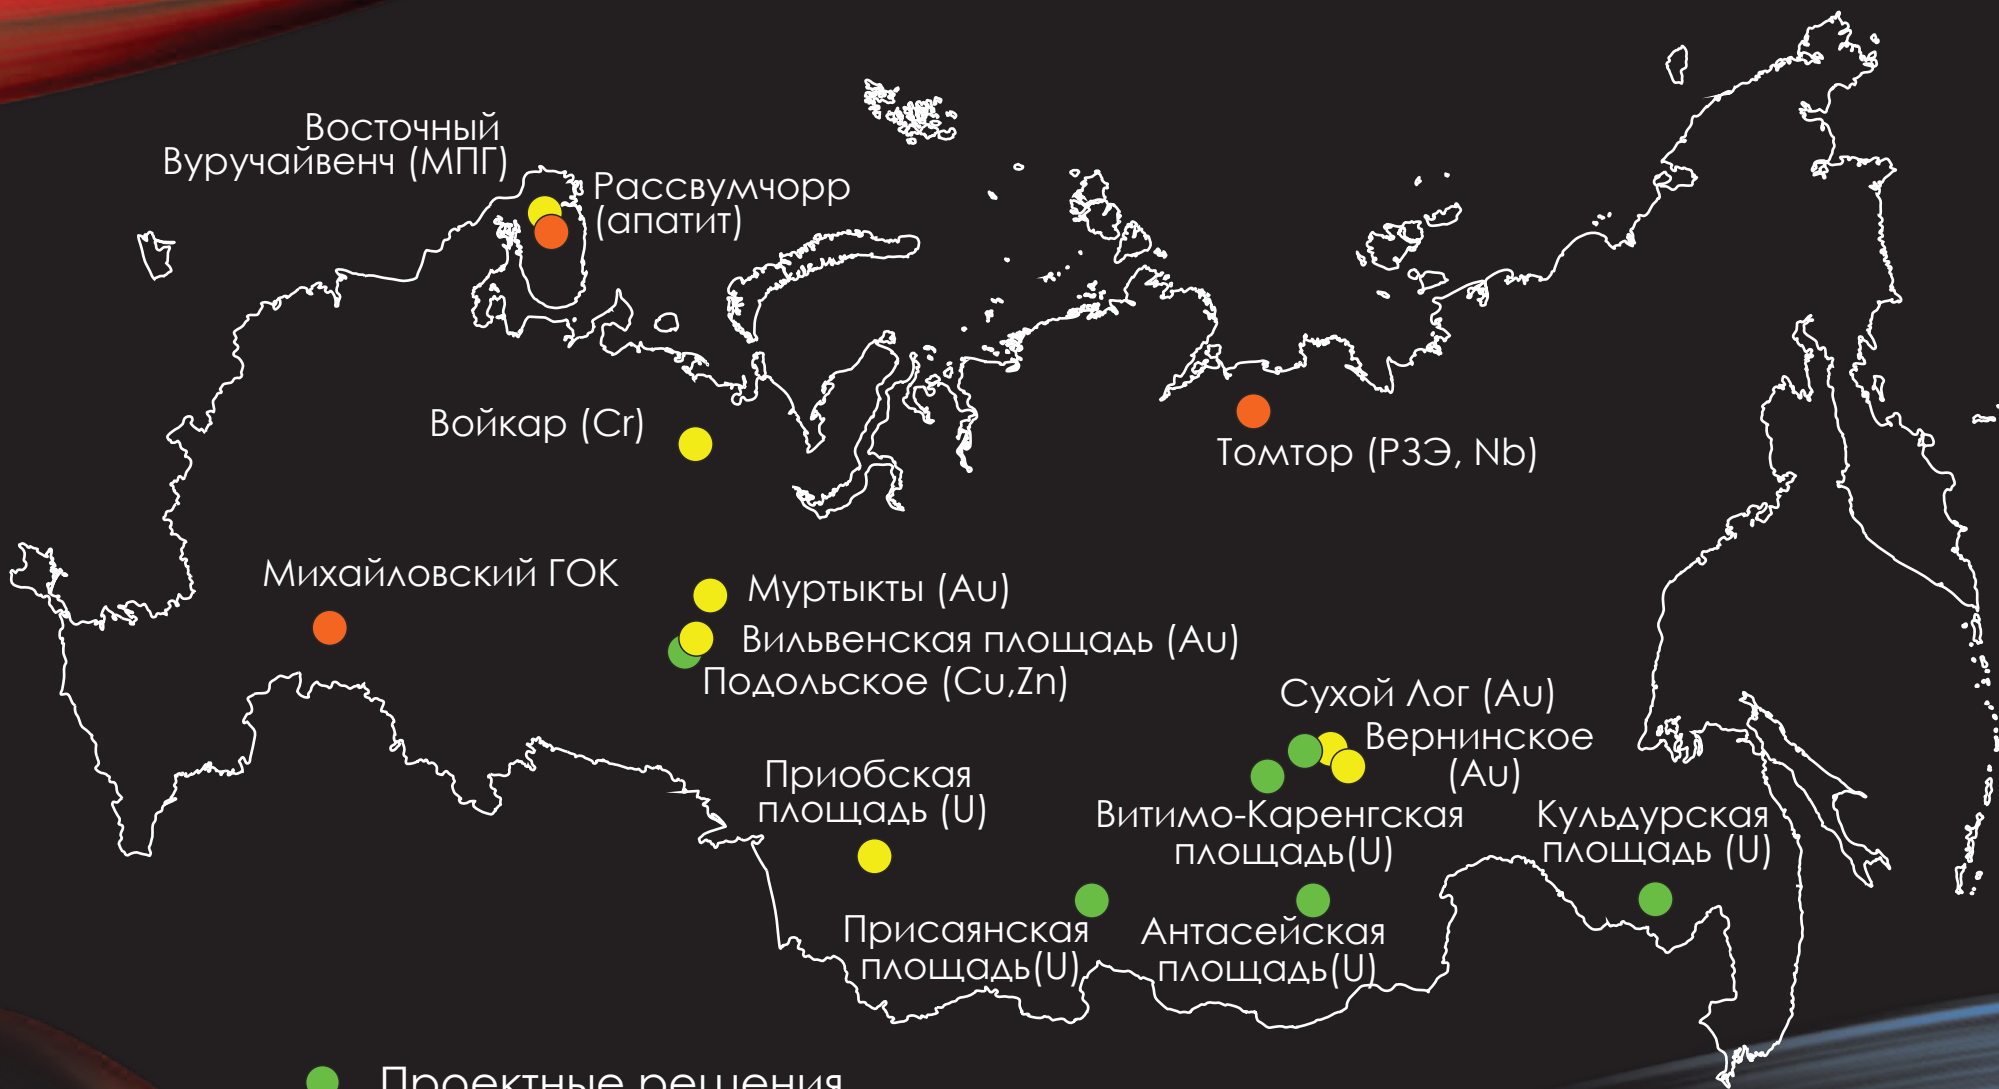 Восточный
Вуручайвенч (МПГ)
Рассвумчорр
(апатит)
Войкар (Cr)
Томтор (РЗЭ, Nb)
Михайловский ГОК
Муртыкты (Au)
Вильвенская площадь (Au)
Подольское (Cu,Zn)
Сухой Лог (Au)
Вернинское
(Au)
Приобская
площадь (U)
Витимо-Каренгская
площадь(U)
Кульдурская
площадь (U)
Присаянская
площадь(U)
Антасейская
площадь(U)
Проектные решения